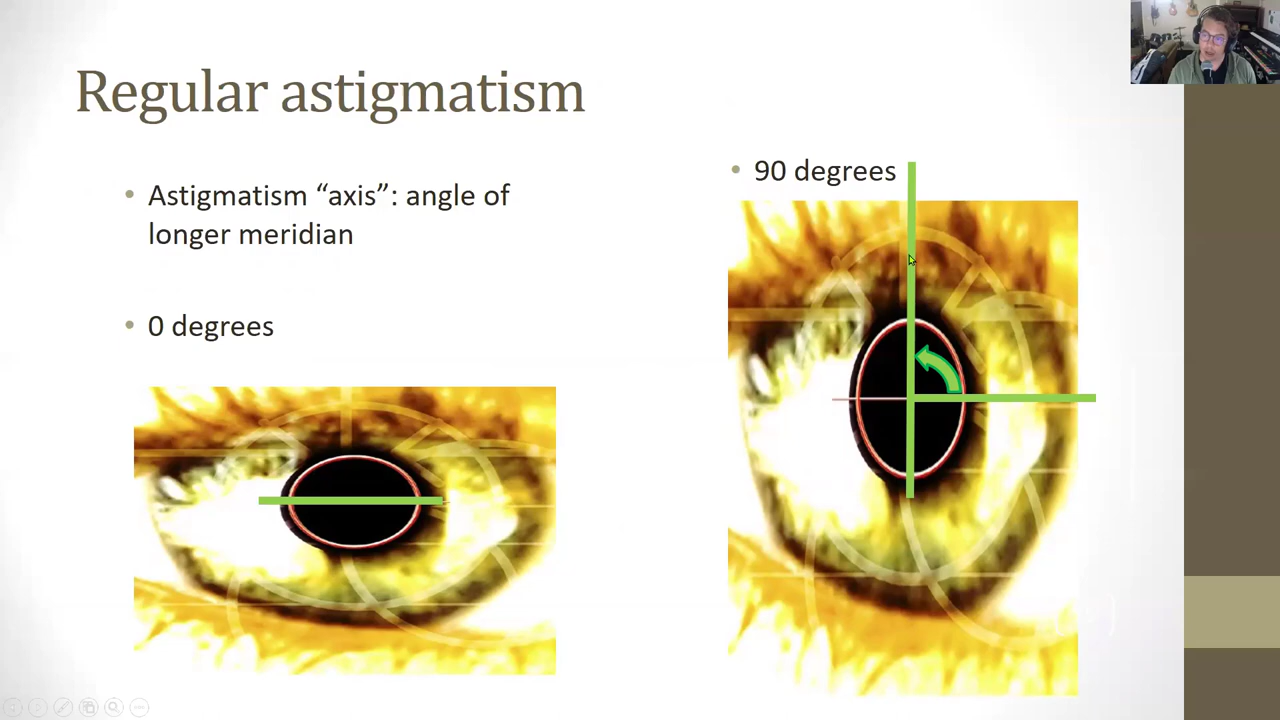 Regular astigmatism
• Astigmatism “axis”: angle of
longer meridian
• 0 degrees
• 90 degrees